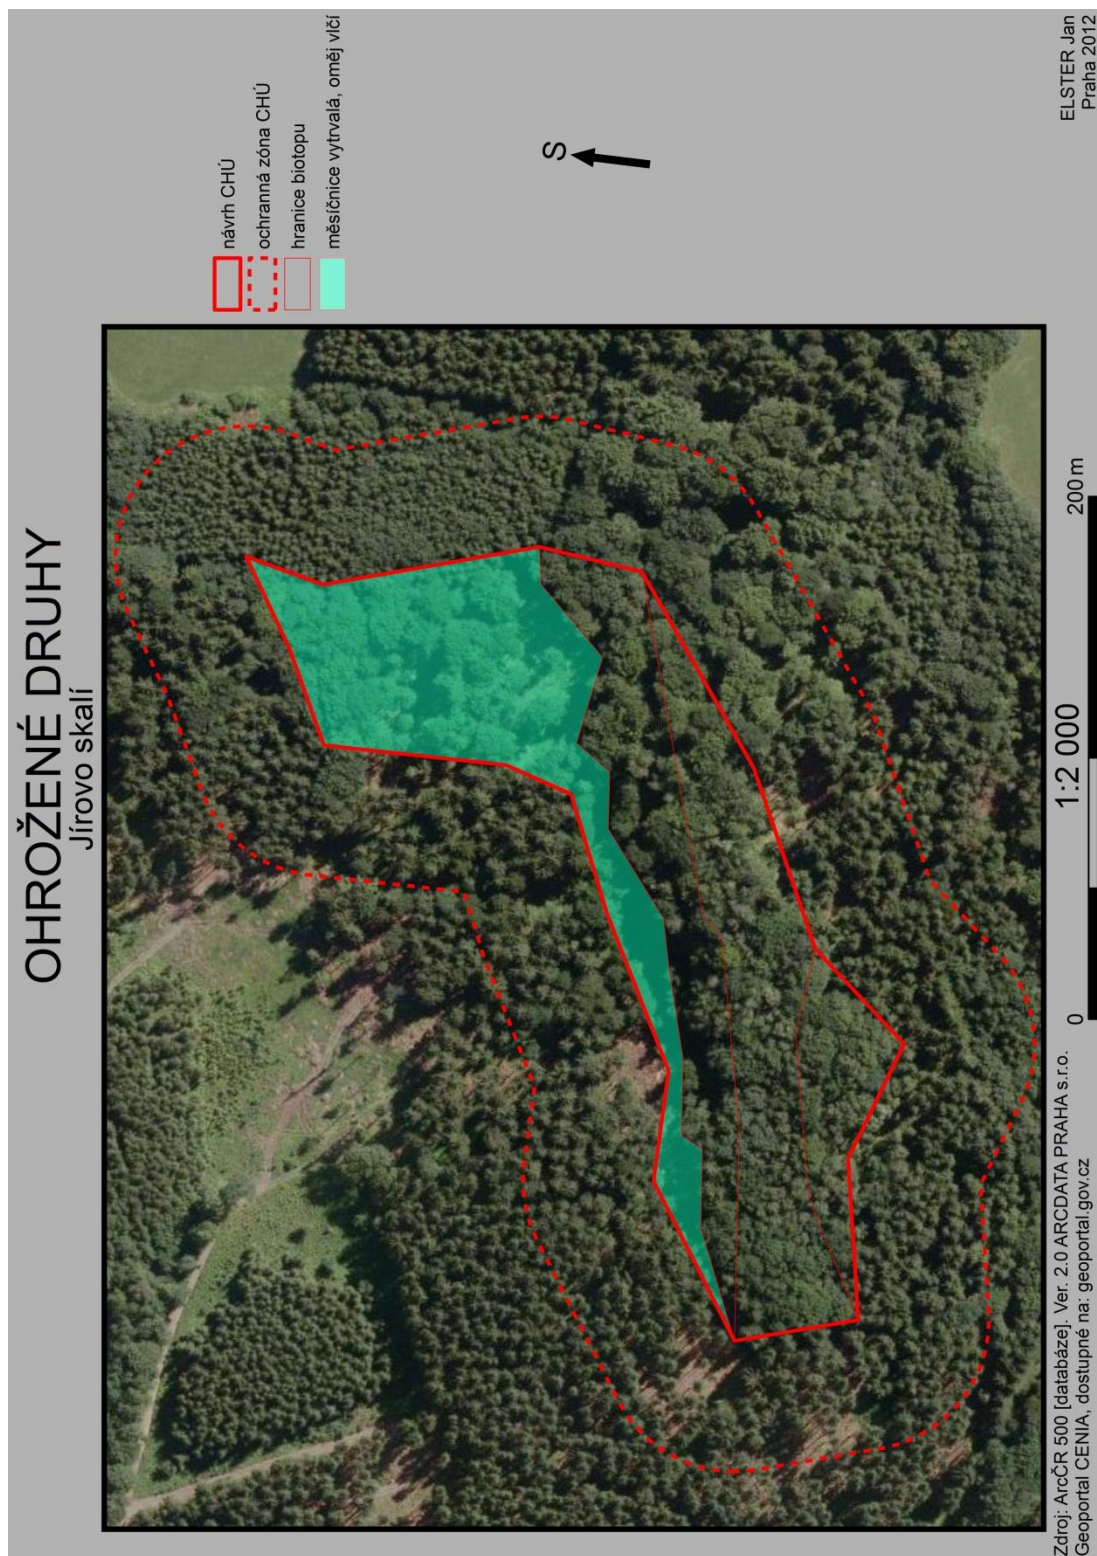 OHROŽENÉ DRUHY
Jírovo skalí
návrh CHÚ
ochranná zóna CHÚ
hranice biotopu
měsíčnice vytrvalá, oměj vlčí
S
0
1:2 000
200 m
Zdroj: ArcČR 500 [databáze]. Ver. 2.0 ARCDATA PRAHA s.r.o.
Geoportal CENIA, dostupné na: geoportal.gov.cz
ELSTER Jan
Praha 2012